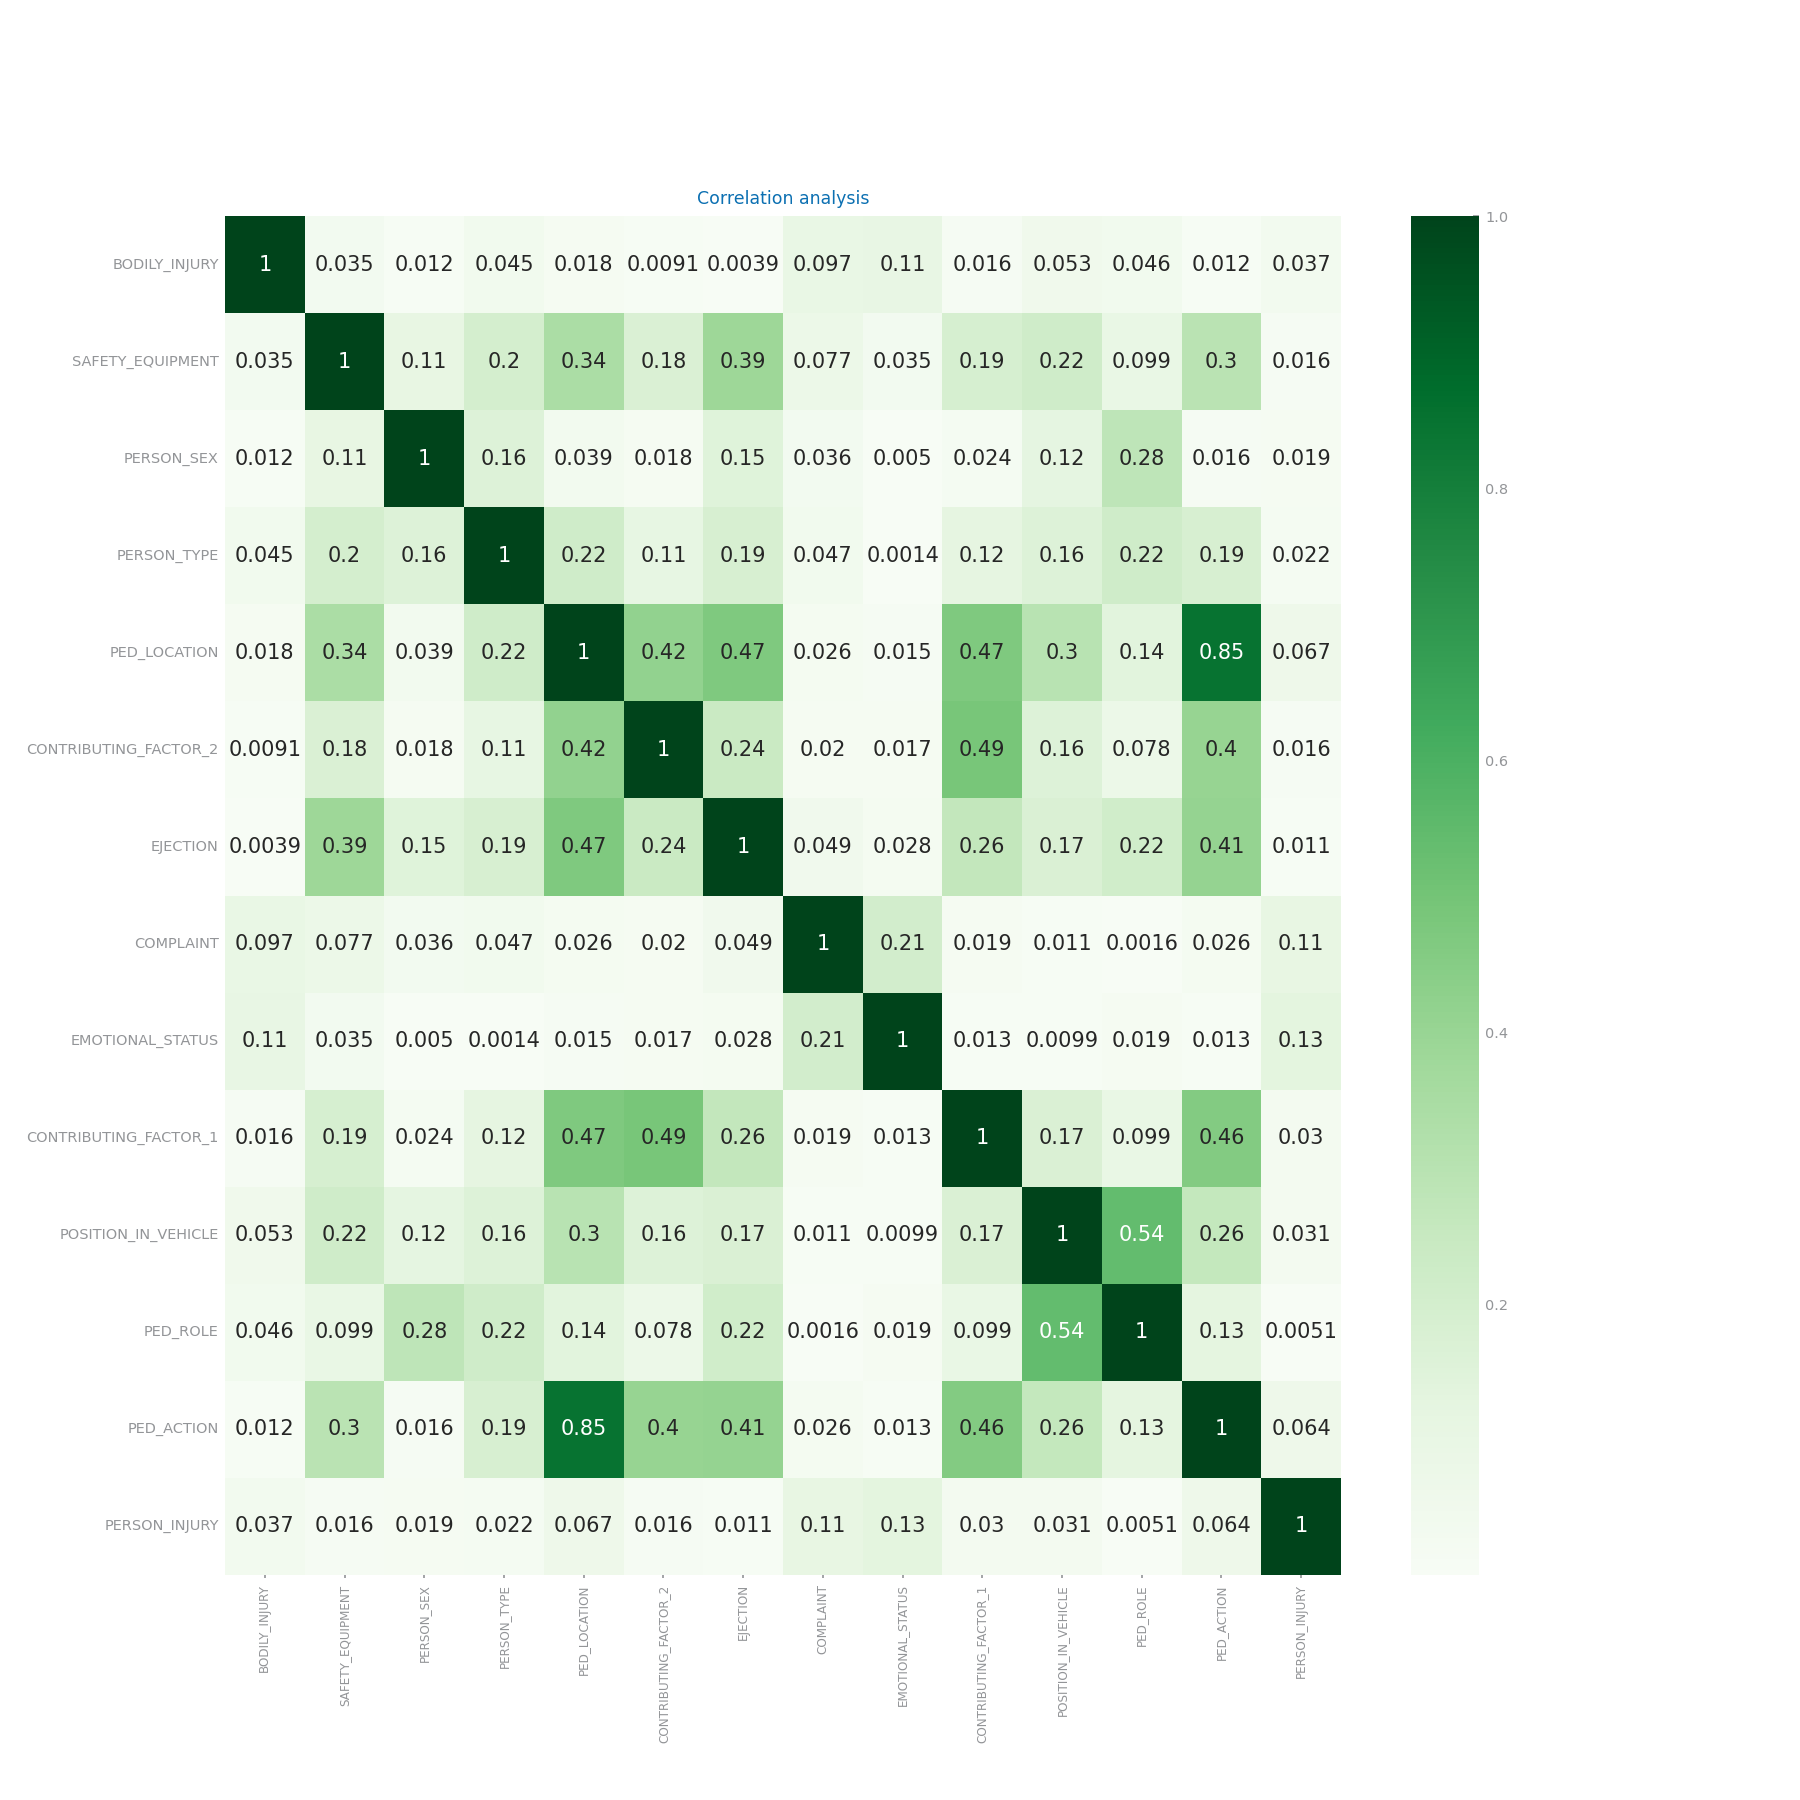 Correlation analysis
BODILY_INJURY 1 0.035 0.012 0.045 0.018 0.0091 0.0039 0.097 0.11 0.016 0.053 0.046 0.012 0.037
SAFETY_EQUIPMENT 0.035 1 0.11 0.2 0.34 0.18 0.39 0.077 0.035 0.19 0.22 0.099 0.3 0.016
PERSON_SEX 0.012 0.11 1 0.16 0.039 0.018 0.15 0.036 0.005 0.024 0.12 0.28 0.016 0.019
PERSON_TYPE 0.045 0.2 0.16 1 0.22 0.11 0.19 0.047 0.0014 0.12 0.16 0.22 0.19 0.022
PED_LOCATION 0.018 0.34 0.039 0.22 1 0.42 0.47 0.026 0.015 0.47 0.3 0.14 0.85 0.067
CONTRIBUTING_FACTOR_2 0.0091 0.18 0.018 0.11 0.42 1 0.24 0.02 0.017 0.49 0.16 0.078 0.4 0.016
EJECTION 0.0039 0.39 0.15 0.19 0.47 0.24 1 0.049 0.028 0.26 0.17 0.22 0.41 0.011
COMPLAINT 0.097 0.077 0.036 0.047 0.026 0.02 0.049 1 0.21 0.019 0.011 0.0016 0.026 0.11
EMOTIONAL_STATUS 0.11 0.035 0.005 0.0014 0.015 0.017 0.028 0.21 1 0.013 0.0099 0.019 0.013 0.13
CONTRIBUTING_FACTOR_1 0.016 0.19 0.024 0.12 0.47 0.49 0.26 0.019 0.013 1 0.17 0.099 0.46 0.03
POSITION_IN_VEHICLE 0.053 0.22 0.12 0.16 0.3 0.16 0.17 0.011 0.0099 0.17 1 0.54 0.26 0.031
PED_ROLE 0.046 0.099 0.28 0.22 0.14 0.078 0.22 0.0016 0.019 0.099 0.54 1 0.13 0.0051
PED_ACTION 0.012 0.3 0.016 0.19 0.85 0.4 0.41 0.026 0.013 0.46 0.26 0.13 1 0.064
PERSON_INJURY 0.037 0.016 0.019 0.022 0.067 0.016 0.011 0.11 0.13 0.03 0.031 0.0051 0.064 1
BODILY_INJURY
SAFETY_EQUIPMENT
PERSON_SEX
PERSON_TYPE
PED_LOCATION
CONTRIBUTING_FACTOR_2
EJECTION
COMPLAINT
EMOTIONAL_STATUS
CONTRIBUTING_FACTOR_1
POSITION_IN_VEHICLE
PED_ROLE
PED_ACTION
PERSON_INJURY
1.0
0.8
0.6
0.4
0.2